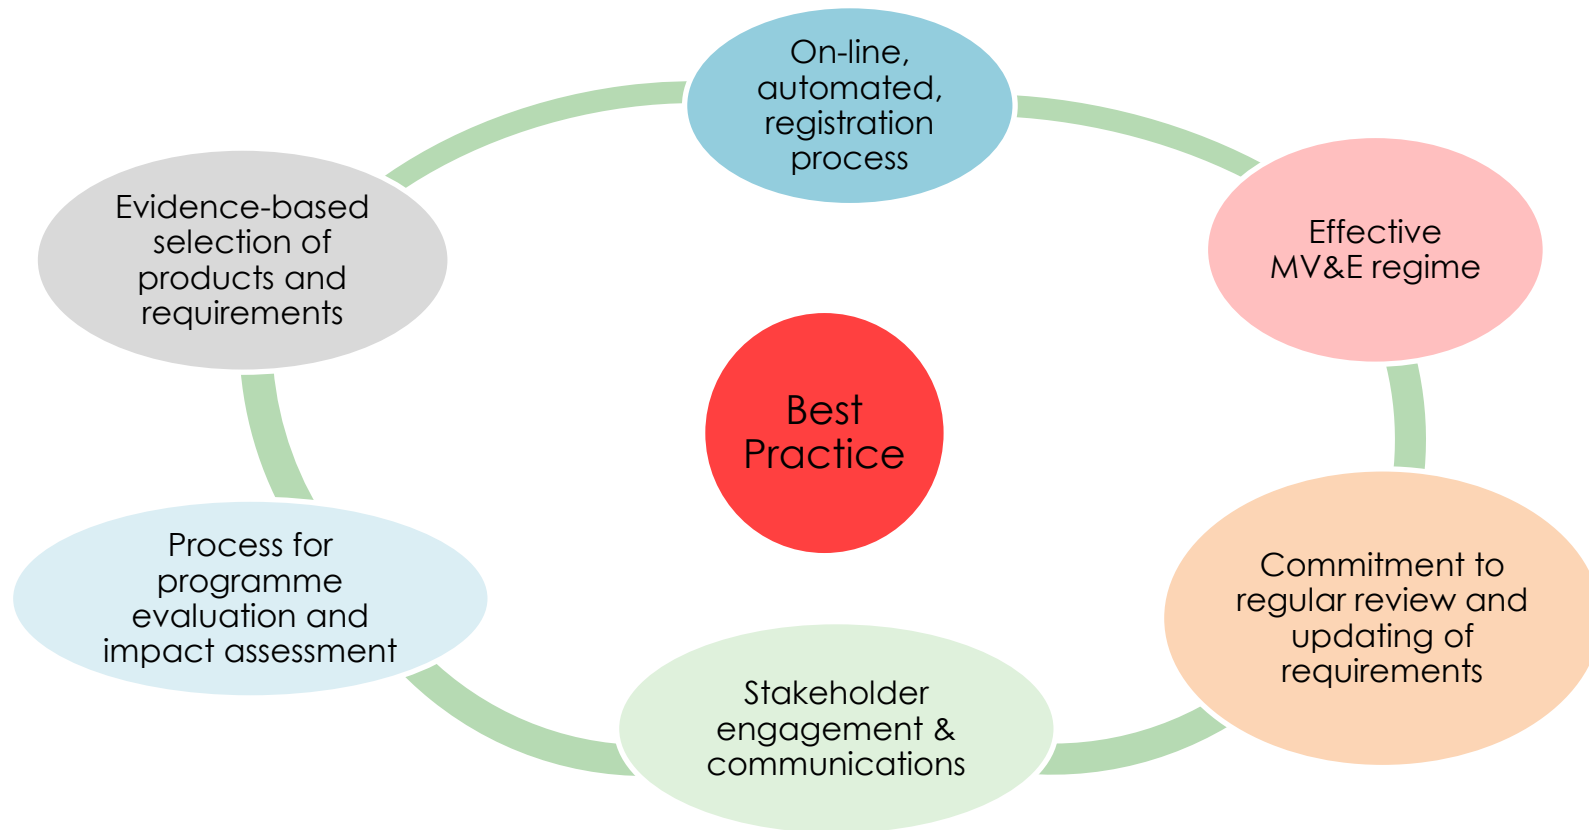 On-line,
automated,
registration
process
Evidence-based
selection of
products and
requirements
Effective
MV&E regime
Best
Practice
Process for
programme
evaluation and
impact assessment
Commitment to
regular review and
updating of
requirements
Stakeholder
engagement &
communications